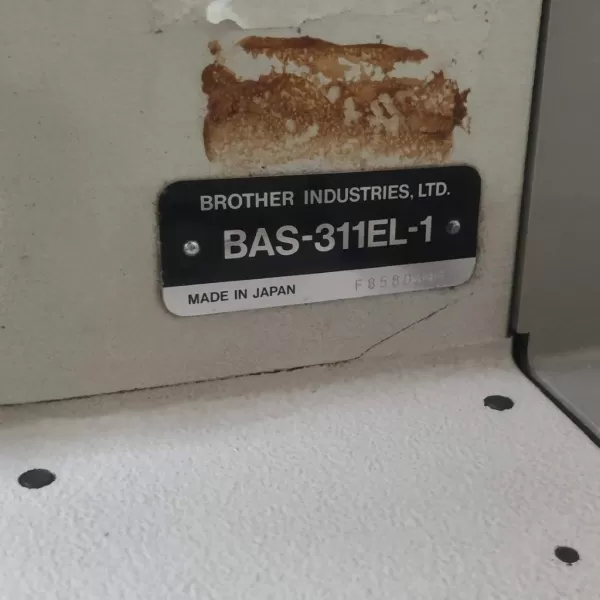 BROTHER INDUSTRIES, LTD.
BAS-311EL-1
MADE IN JAPAN